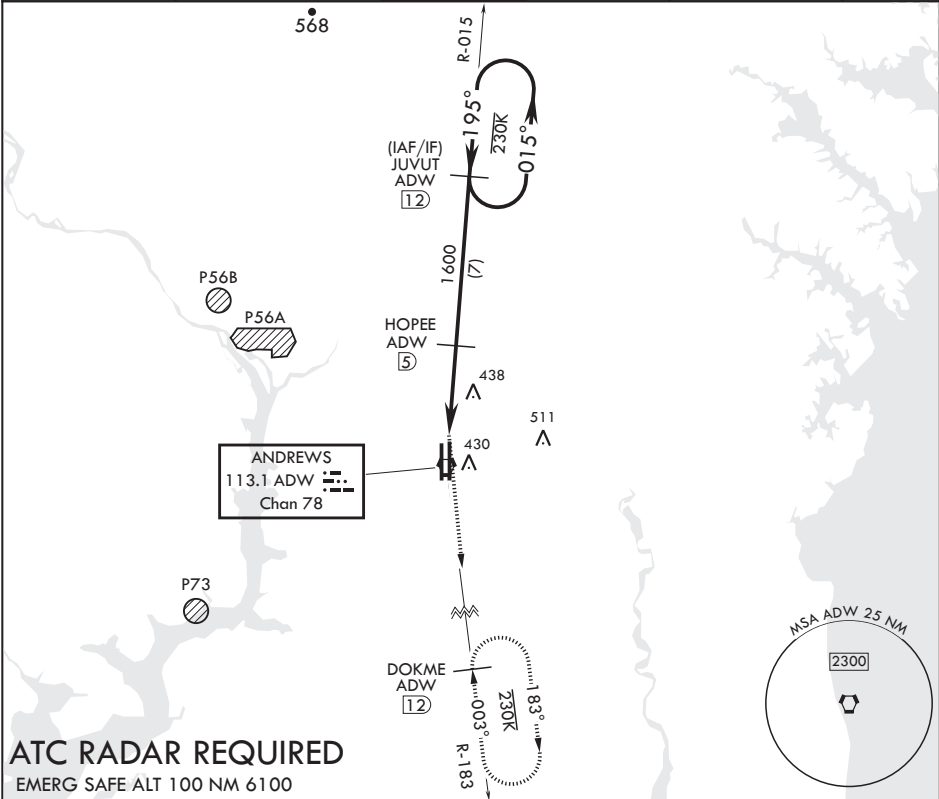 568
R-015
195°
230K
015°
(IAF/IF)
JUVUT
ADW
12
1600
(7)
P56B
P56A
HOPEE
ADW
5
438
511
430
ANDREWS
113.1 ADW
Chan 78
P73
MSA ADW 25 NM
2300
DOKME
ADW
12
003°
230K
183°
R-183
ATC RADAR REQUIRED
EMERG SAFE ALT 100 NM 6100